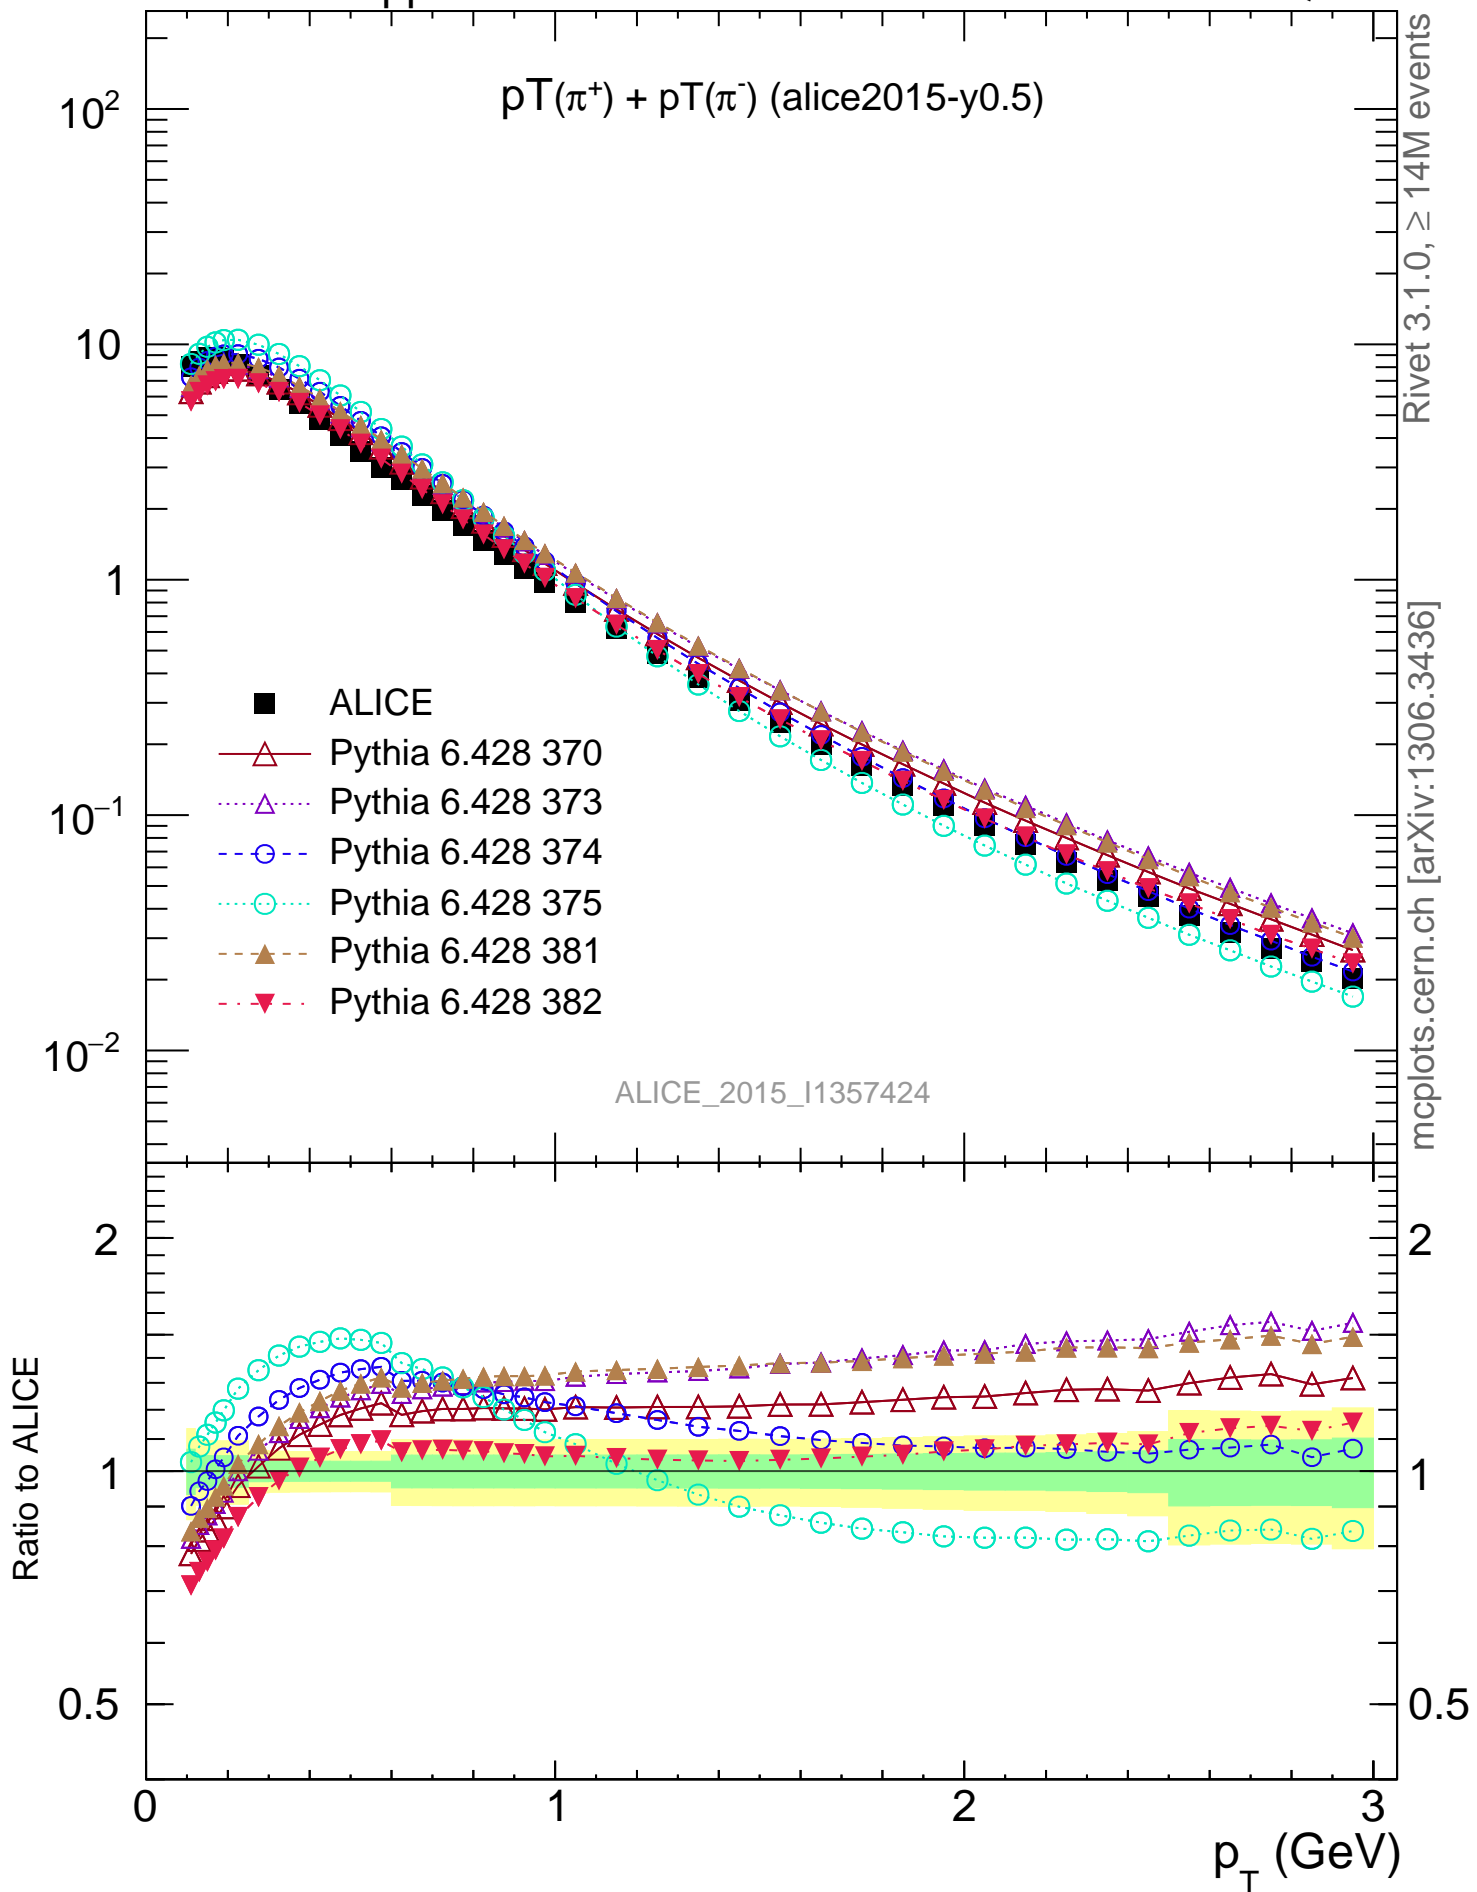 pp
pT(π⁺) + pT(π⁻) (alice2015-y0.5)
10²
10
1
10⁻¹
10⁻²
ALICE
Pythia 6.428 370
Pythia 6.428 373
Pythia 6.428 374
Pythia 6.428 375
Pythia 6.428 381
Pythia 6.428 382
ALICE_2015_I1357424
Rivet 3.1.0, ≥ 14M events
mcplots.cern.ch [arXiv:1306.3436]
Ratio to ALICE
2
1
0.5
2
1
0.5
0 1 2 3
p_T (GeV)